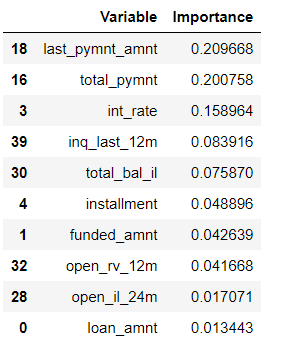 Variable Importance
18 last_pymnt_amnt 0.209668
16 total_pymnt 0.200758
3 int_rate 0.158964
39 inq_last_12m 0.083916
30 total_bal_il 0.075870
4 installment 0.048896
1 funded_amnt 0.042639
32 open_rv_12m 0.041668
28 open_il_24m 0.017071
0 loan_amnt 0.013443